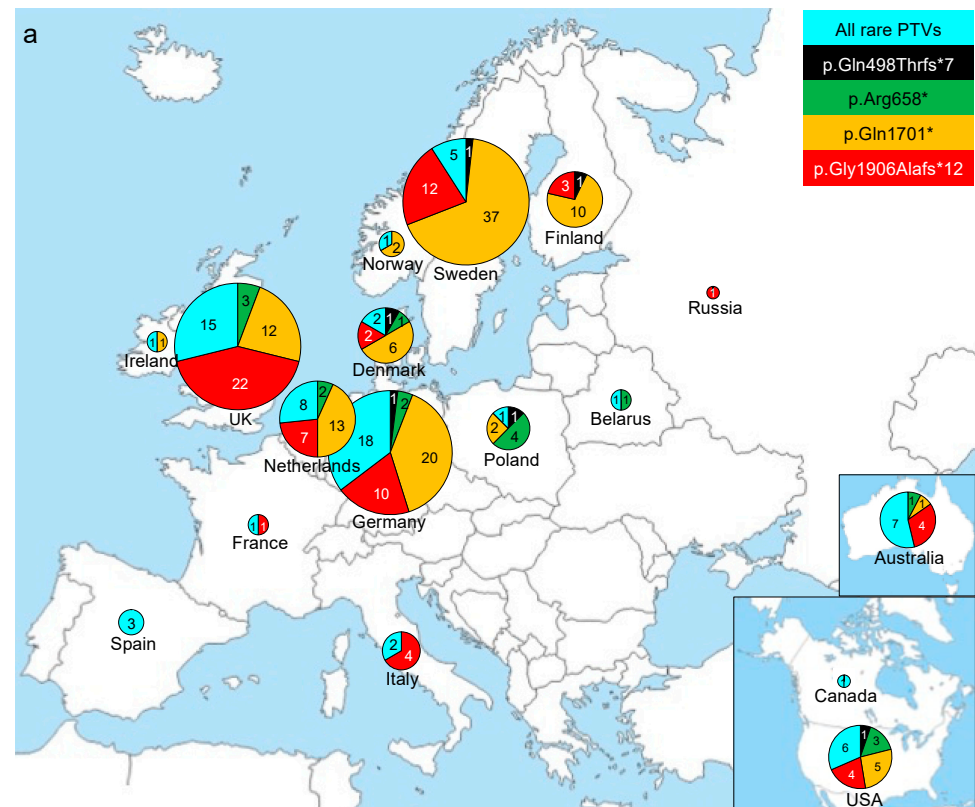 a
All rare PTVs
p.Gln498Thrfs*7
p.Arg658*
p.Gln1701*
p.Gly1906Alafs*12
5
1
12
37
Sweden
3
1
10
Finland
1
2
Norway
1
Russia
15
3
12
22
UK
1
1
Ireland
2
1
1
2
6
Denmark
8
2
7
13
Netherlands
18
1
2
20
10
Germany
1
1
2
4
Poland
1
1
Belarus
1
1
France
3
Spain
2
4
Italy
1
1
7
4
Australia
Canada
6
1
3
4
5
USA